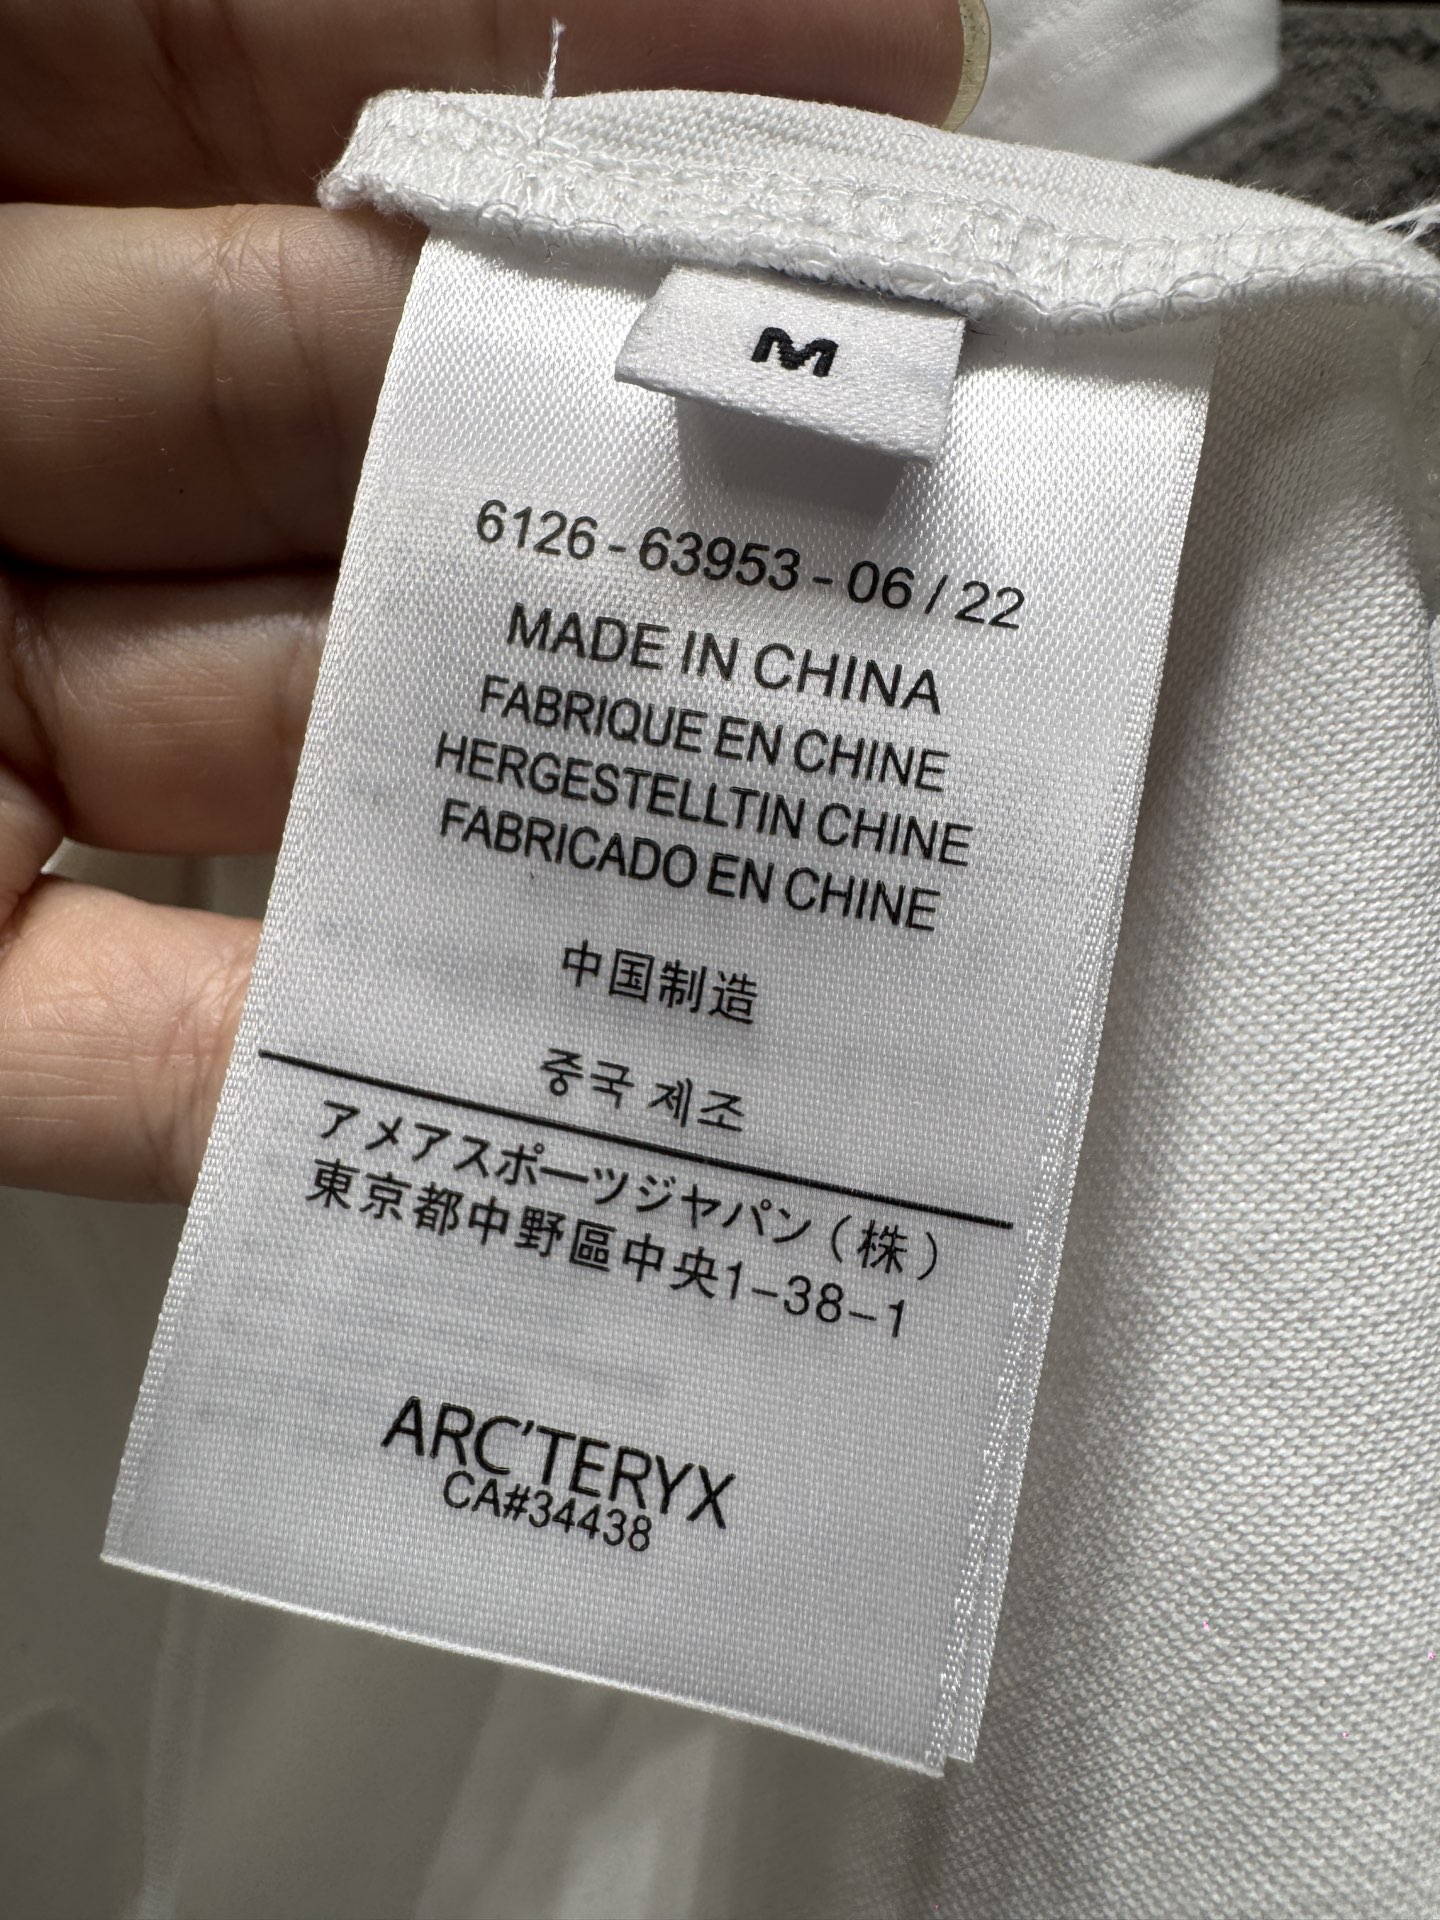 M
6126-63953-06/22
MADE IN CHINA
FABRIQUE EN CHINE
HERGESTELLTIN CHINE
FABRICADO EN CHINE
中国制造
중국 제조
アメアスポーツジヤパン（株）
東京都中野區中央1-38-1
ARC'TERYX
CA#34438